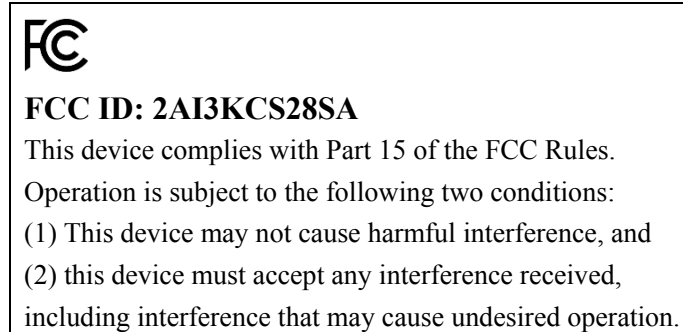 FC
FCC ID: 2AI3KCS28SA
This device complies with Part 15 of the FCC Rules.
Operation is subject to the following two conditions:
(1) This device may not cause harmful interference, and
(2) this device must accept any interference received,
including interference that may cause undesired operation.